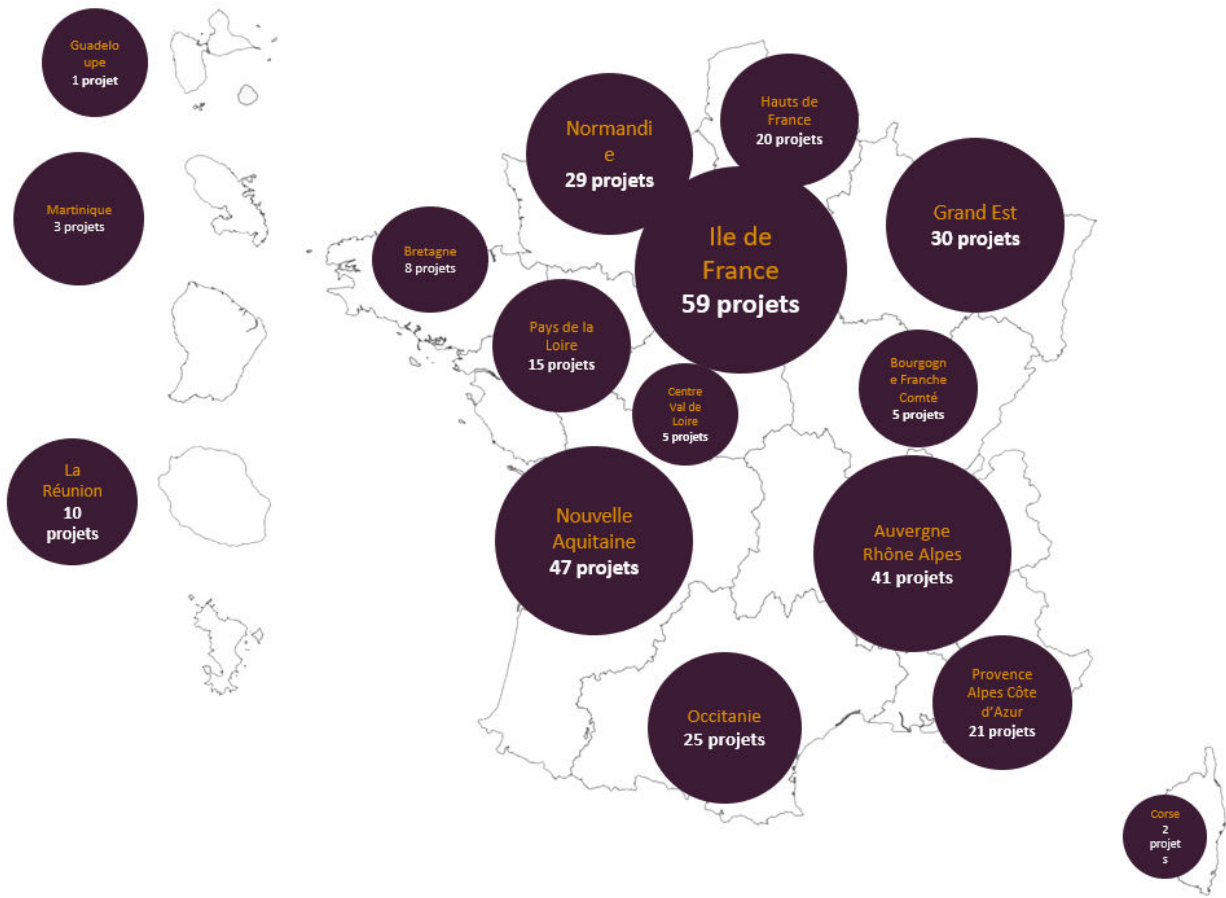 Guadelo
upe
1 projet
Martinique
3 projets
La
Réunion
10
projets
Normandi
e
29 projets
Hauts de
France
20 projets
Ile de
France
59 projets
Grand Est
30 projets
Bretagne
8 projets
Pays de la
Loire
15 projets
Centre
Val de
Loire
5 projets
Bourgogn
e Franche
Comté
5 projets
Nouvelle
Aquitaine
47 projets
Auvergne
Rhône Alpes
41 projets
Occitanie
25 projets
Provence
Alpes Côte
d'Azur
21 projets
Corse
2
projet
s